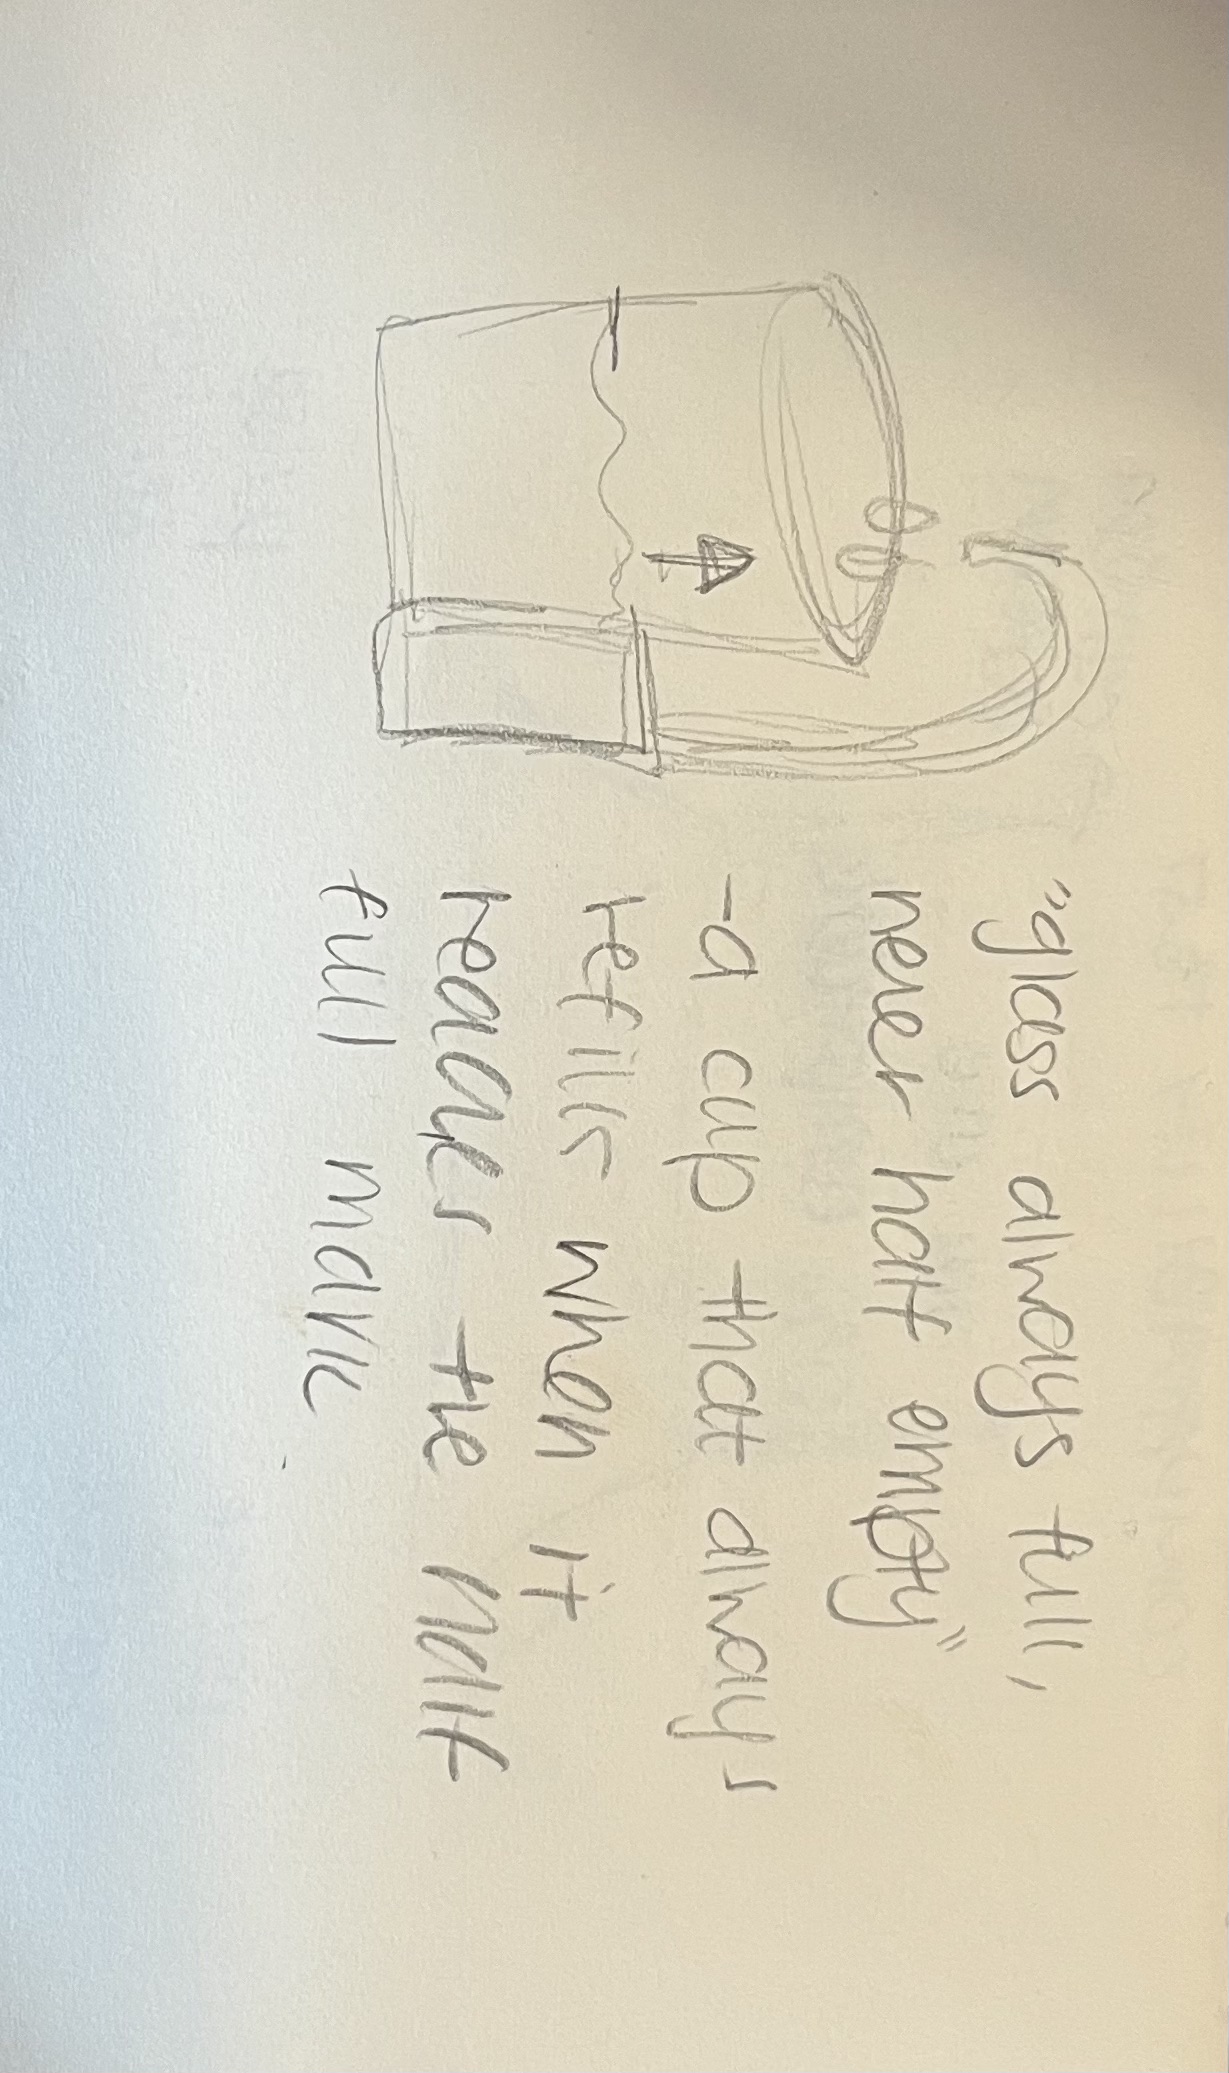 "glass always full,
never half empty"
-a cup that always
refills when it
reaches the half
full mark.